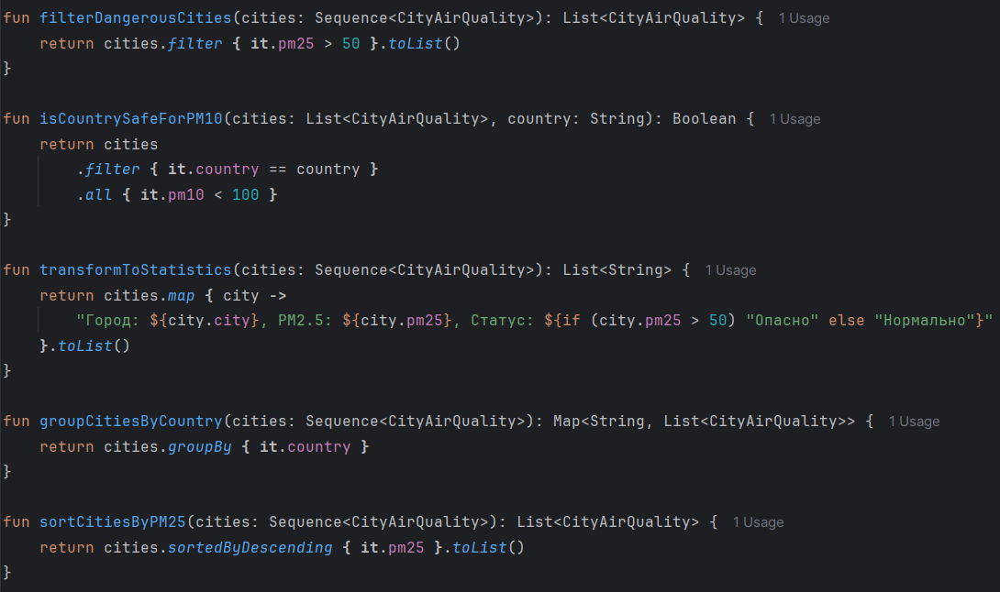 fun filterDangerousCities(cities: Sequence<CityAirQuality>): List<CityAirQuality> { 1 Usage
    return cities.filter { it.pm25 > 50 }.toList()
}
fun isCountrySafeForPM10(cities: List<CityAirQuality>, country: String): Boolean { 1 Usage
    return cities
        .filter { it.country == country }
        .all { it.pm10 < 100 }
}
fun transformToStatistics(cities: Sequence<CityAirQuality>): List<String> { 1 Usage
    return cities.map { city ->
        "Город: ${city.city}, PM2.5: ${city.pm25}, Статус: ${if (city.pm25 > 50) "Опасно" else "Нормально"}"
    }.toList()
}
fun groupCitiesByCountry(cities: Sequence<CityAirQuality>): Map<String, List<CityAirQuality>> { 1 Usage
    return cities.groupBy { it.country }
}
fun sortCitiesByPM25(cities: Sequence<CityAirQuality>): List<CityAirQuality> { 1 Usage
    return cities.sortedByDescending { it.pm25 }.toList()
}